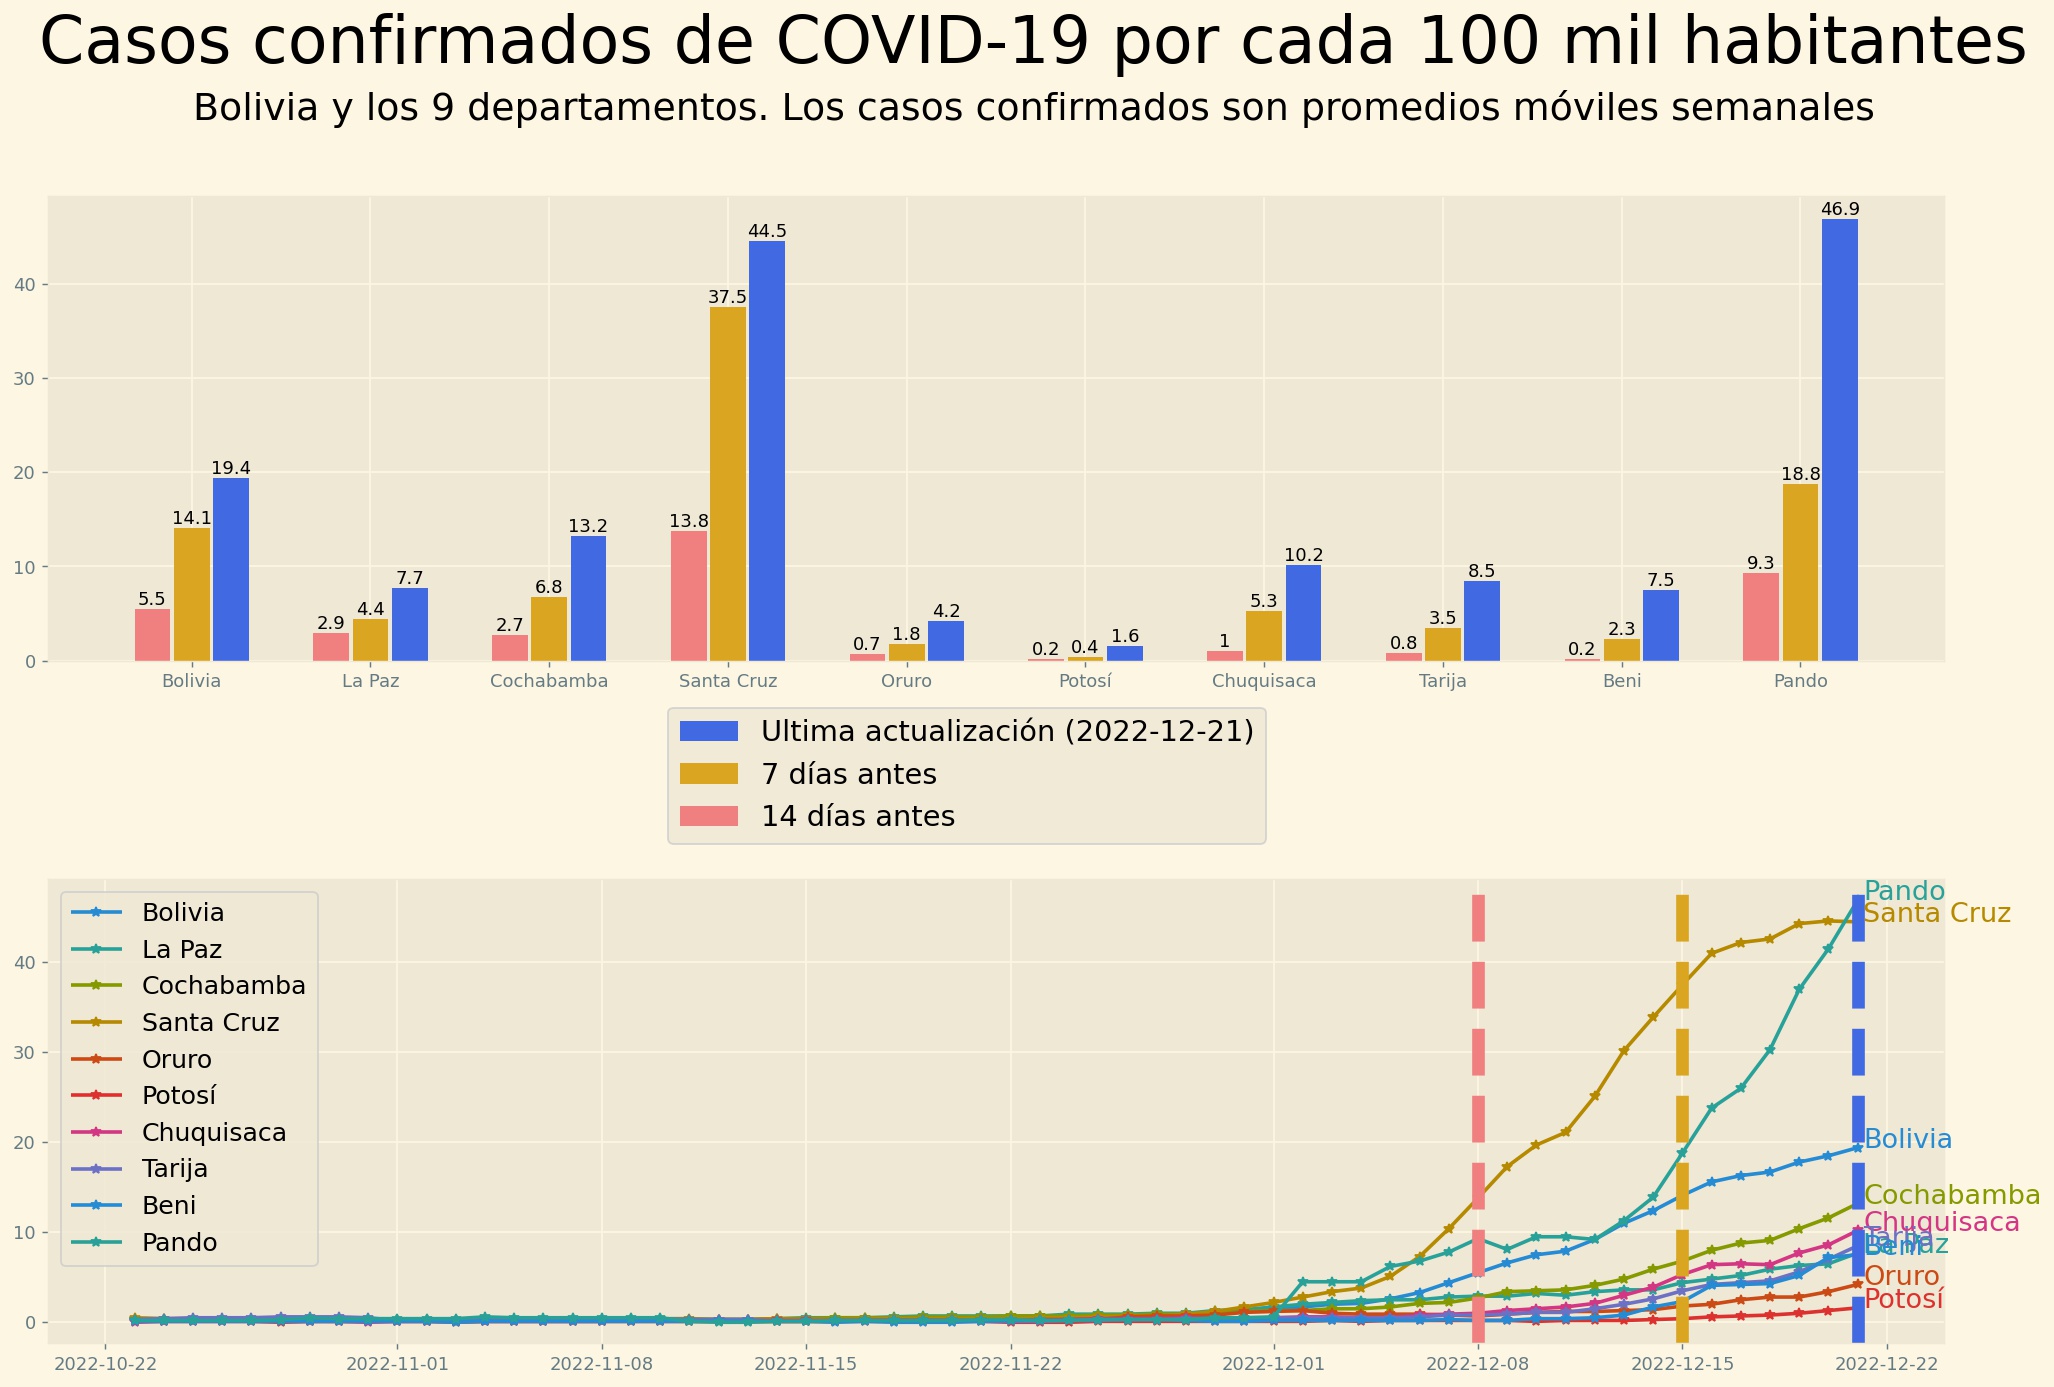 Casos confirmados de COVID-19 por cada 100 mil habitantes
Bolivia y los 9 departamentos. Los casos confirmados son promedios móviles semanales
40
30
20
10
0
5.5 14.1 19.4
2.9 4.4 7.7
2.7 6.8 13.2
13.8 37.5 44.5
0.7 1.8 4.2
0.2 0.4 1.6
1 5.3 10.2
0.8 3.5 8.5
0.2 2.3 7.5
9.3 18.8 46.9
Bolivia La Paz Cochabamba Santa Cruz Oruro Potosí Chuquisaca Tarija Beni Pando
Ultima actualización (2022-12-21)
7 días antes
14 días antes
40
30
20
10
0
Bolivia
La Paz
Cochabamba
Santa Cruz
Oruro
Potosí
Chuquisaca
Tarija
Beni
Pando
Pando
Santa Cruz
Bolivia
Cochabamba
Chuquisaca
Tarija
La Paz
Beni
Oruro
Potosí
2022-10-22 2022-11-01 2022-11-08 2022-11-15 2022-11-22 2022-12-01 2022-12-08 2022-12-15 2022-12-22